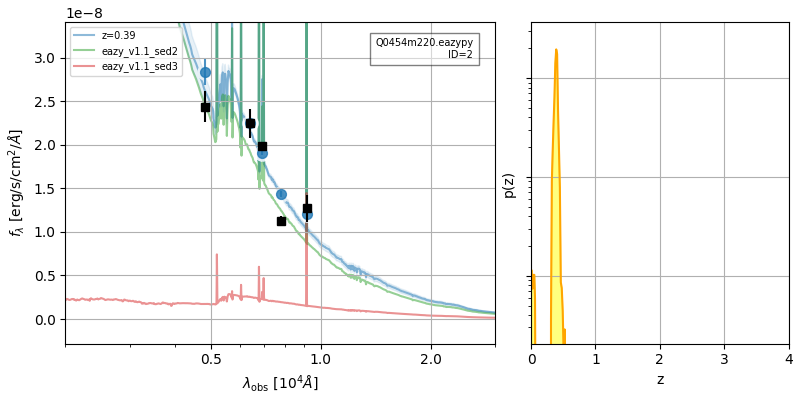 1e−8
z=0.39
eazy_v1.1_sed2
eazy_v1.1_sed3
Q0454m220.eazypy
ID=2
3.0
2.5
2.0
1.5
1.0
0.5
0.0
fλ [erg/s/cm²/Å]
0.5 1.0 2.0
λobs [10⁴Å]
p(z)
0 1 2 3 4
z